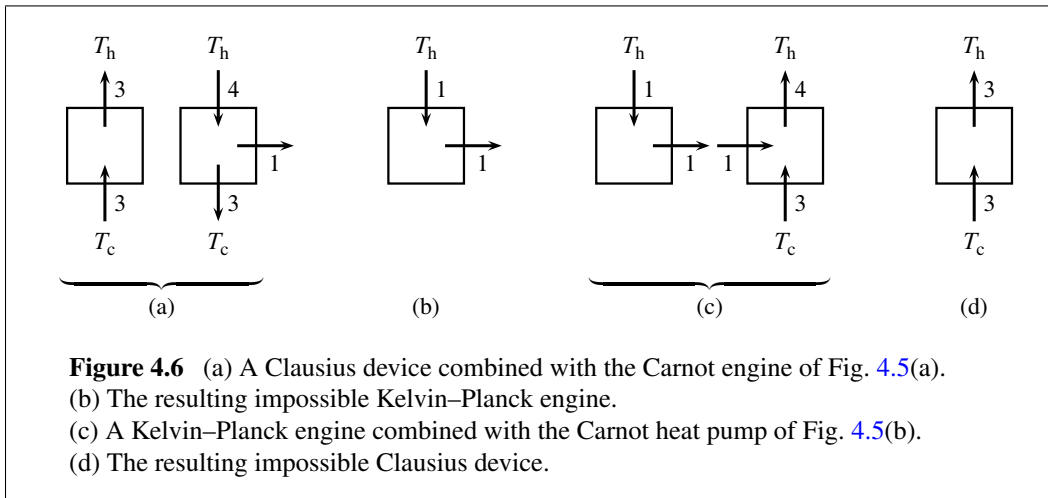 T_h T_h T_h T_h T_h T_h
3 4 1 1 4 3
1 1 1 1
3 3 3 3
T_c T_c T_c T_c
(a) (b) (c) (d)
Figure 4.6 (a) A Clausius device combined with the Carnot engine of Fig. 4.5(a).
(b) The resulting impossible Kelvin–Planck engine.
(c) A Kelvin–Planck engine combined with the Carnot heat pump of Fig. 4.5(b).
(d) The resulting impossible Clausius device.